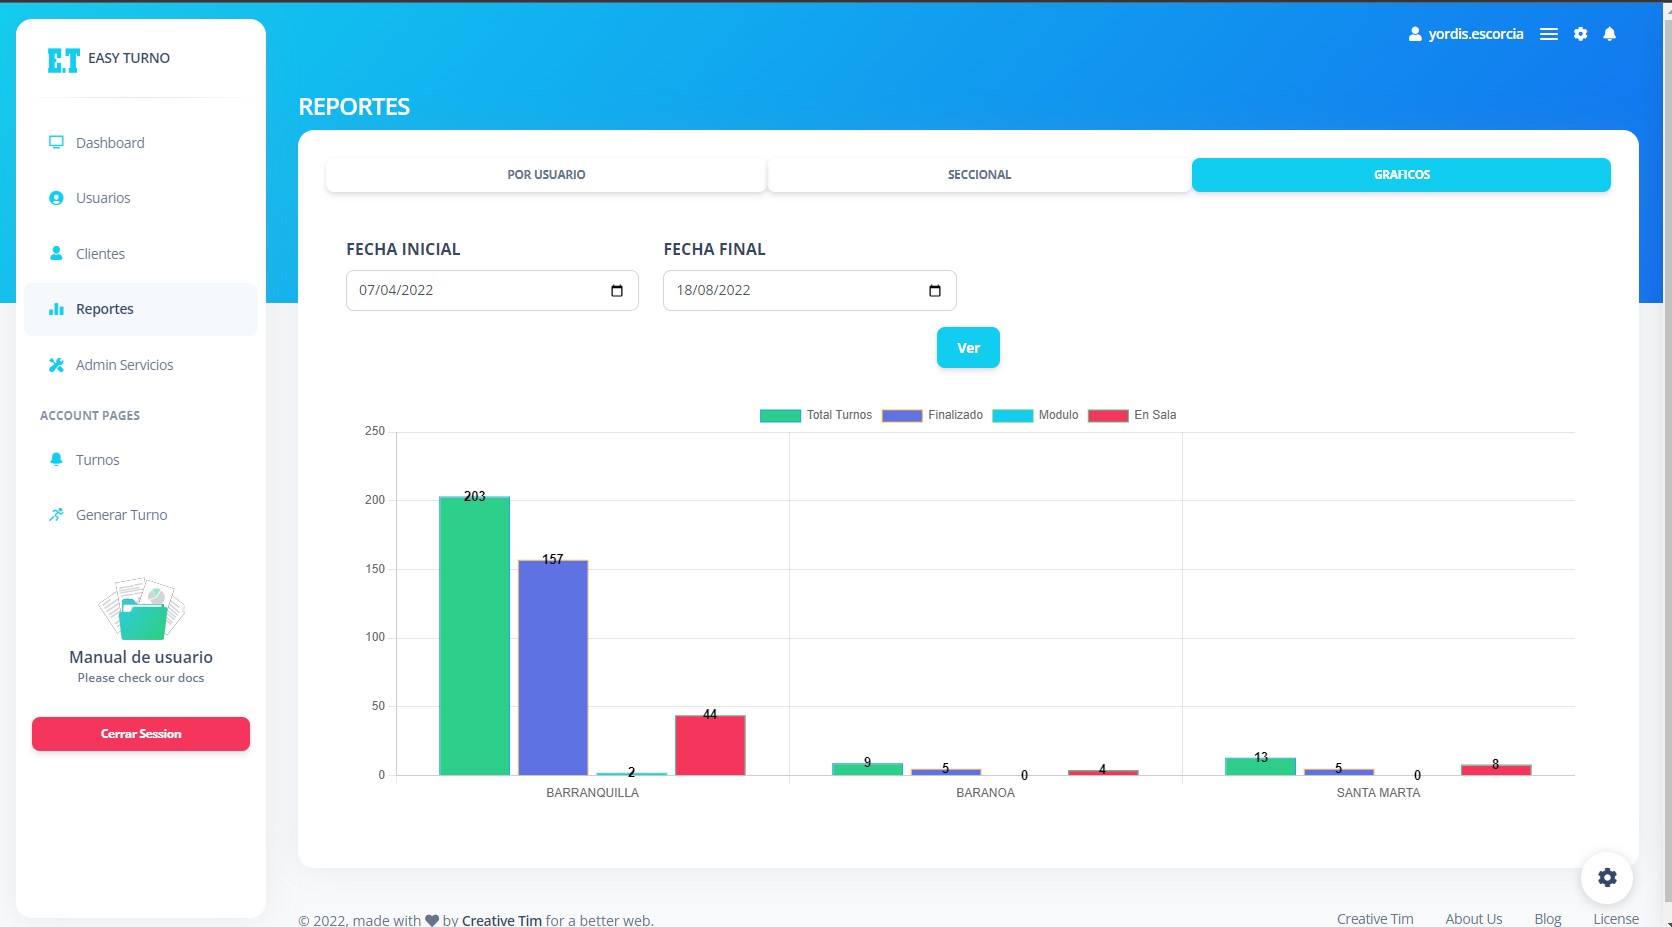 E.T EASY TURNO
yordis.escorcia
Dashboard
Usuarios
Clientes
Reportes
Admin Servicios
ACCOUNT PAGES
Turnos
Generar Turno
Manual de usuario
Please check our docs
Cerrar Session
REPORTES
POR USUARIO SECCIONAL GRAFICOS
FECHA INICIAL FECHA FINAL
07/04/2022 18/08/2022
Ver
Total Turnos Finalizado Modulo En Sala
250
200
150
100
50
0
203 157 2 44
9 5 0 4
13 5 0 8
BARRANQUILLA BARANOA SANTA MARTA
© 2022, made with by Creative Tim for a better web.
Creative Tim About Us Blog License